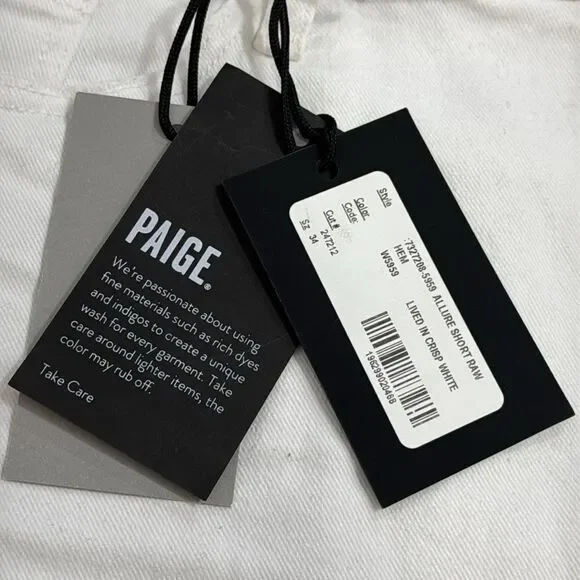 PAIGE®
We're passionate about using
fine materials such as rich dyes
and indigos to create a unique
wash for every garment. Take
care around lighter items, the
color may rub off.
Take Care
Style :7327208-5959 ALLURE SHORT RAW
HEM
Color W5959 LIVED IN CRISP WHITE
Code:
Cut # 247212
Sz 34
196299020468